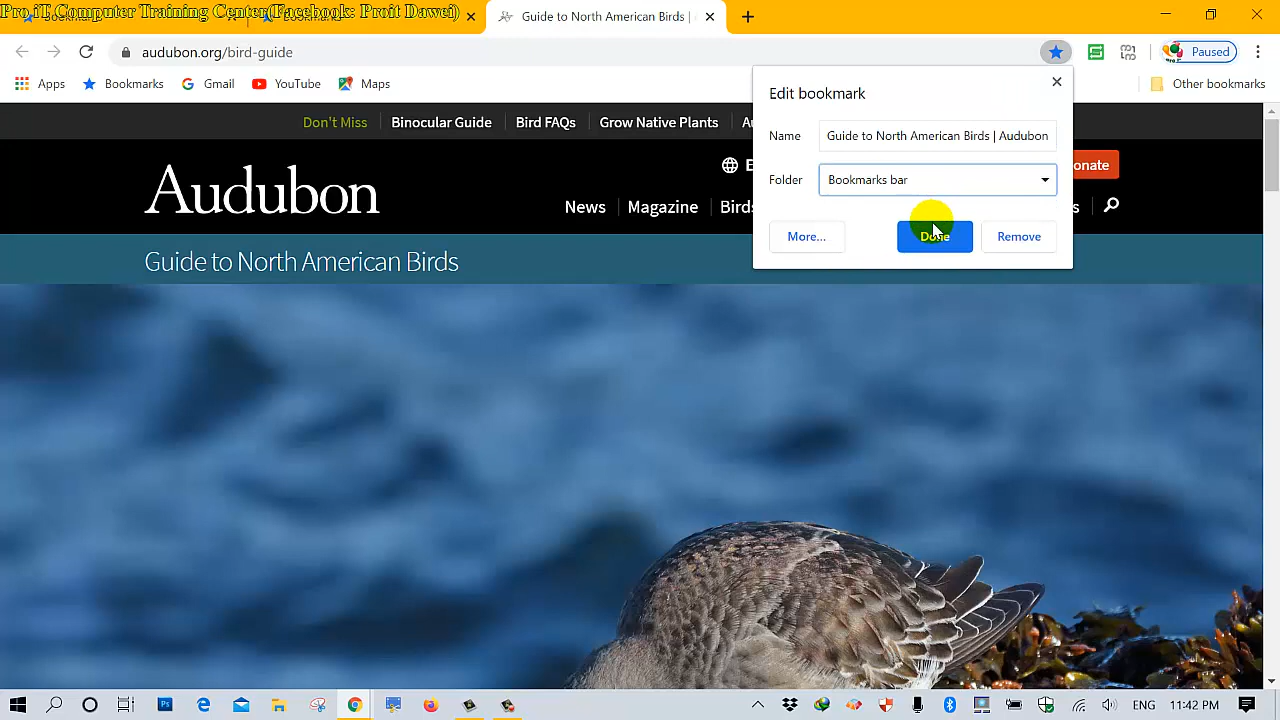 Pro.iT Computer Training Center(Facebook: Proit Dawei)
Guide to North American Birds |
audubon.org/bird-guide
Paused
Apps
Bookmarks
Gmail
YouTube
Maps
Other bookmarks
Edit bookmark
Name
Guide to North American Birds | Audubon
Folder
Bookmarks bar
More...
Done
Remove
Don't Miss
Binocular Guide
Bird FAQs
Grow Native Plants
Audubon
News
Magazine
Birds
onate
Guide to North American Birds
ENG
11:42 PM